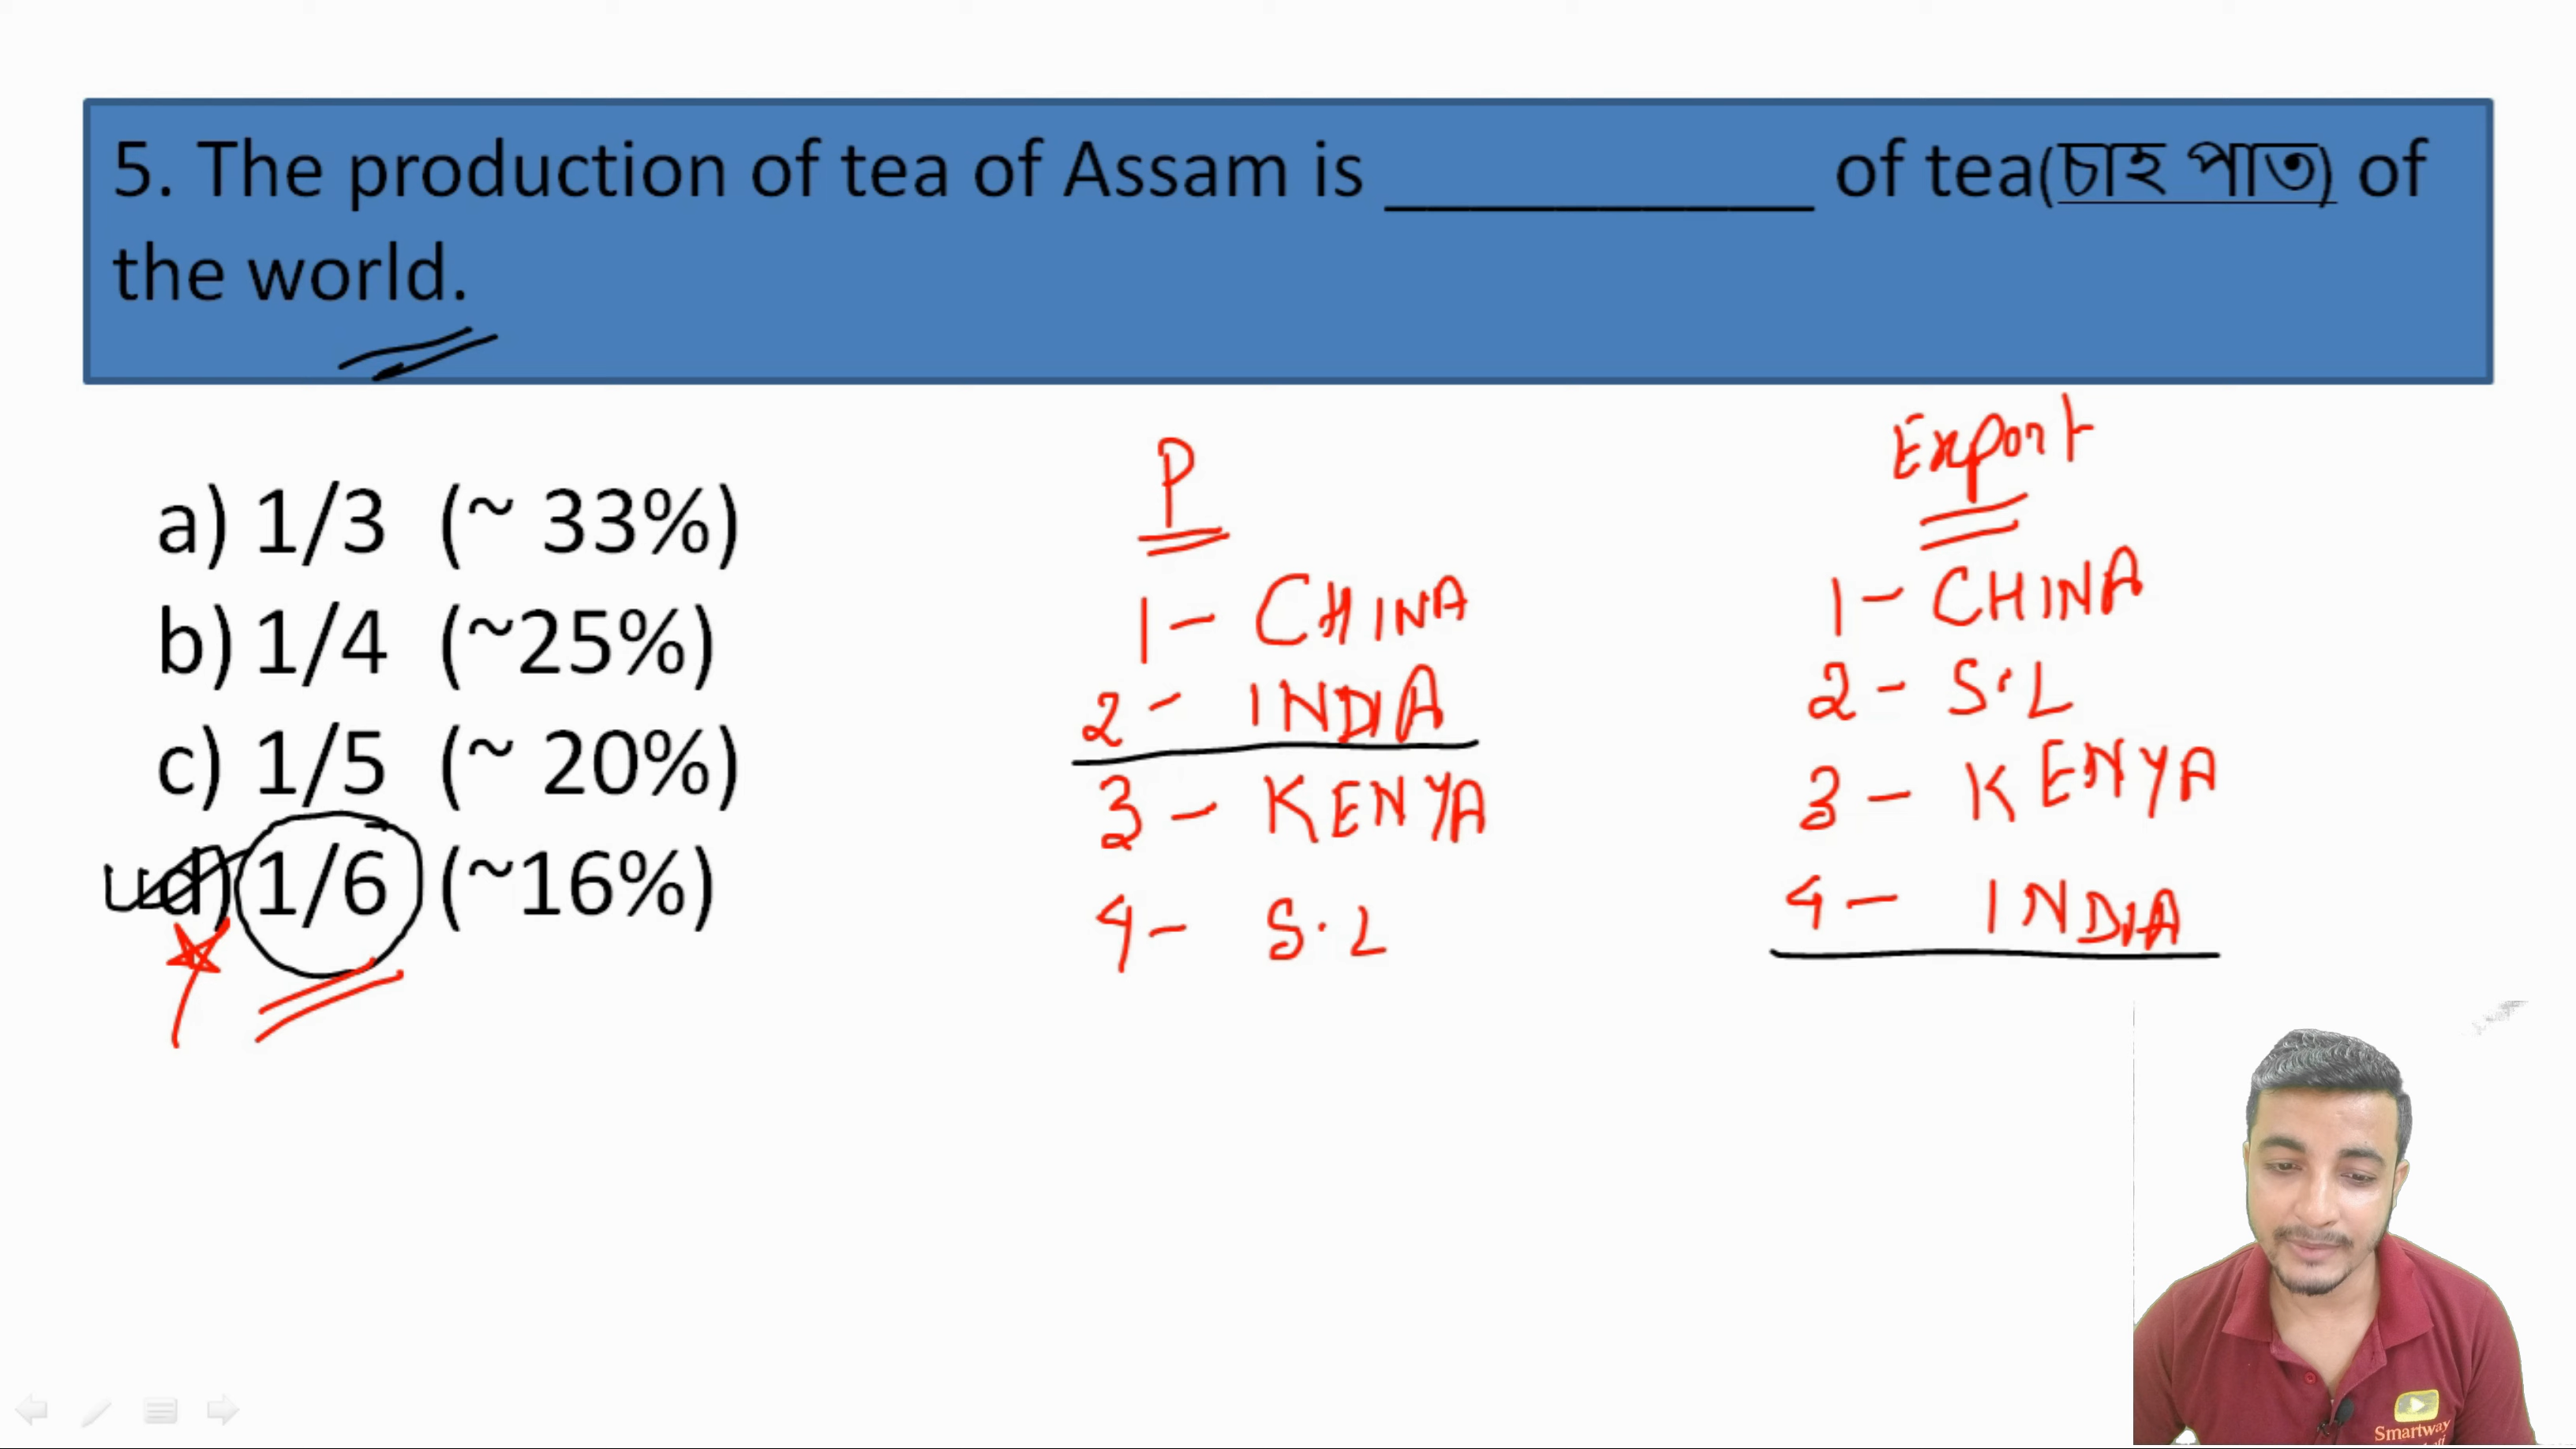 5. The production of tea of Assam is __________ of tea(চাহ পাত) of
the world.
a) 1/3 (~ 33%)
b) 1/4 (~25%)
c) 1/5 (~ 20%)
d) 1/6 (~16%)
P
1- CHINA
2- INDIA
3- KENYA
4- S.L
Export
1- CHINA
2- S.L
3- KENYA
4- INDIA
Smartway